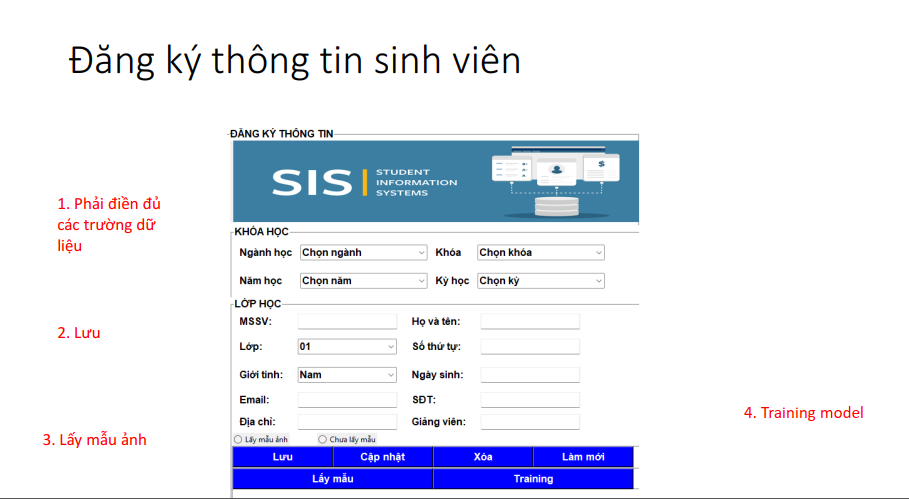 Đăng ký thông tin sinh viên
ĐĂNG KÝ THÔNG TIN
SIS
STUDENT
INFORMATION
SYSTEMS
1. Phải điền đủ
các trường dữ
liệu
KHÓA HỌC
Ngành học Chọn ngành Khóa Chọn khóa
Năm học Chọn năm Kỳ học Chọn kỳ
LỚP HỌC
MSSV: Họ và tên:
2. Lưu
Lớp: 01 Số thứ tự:
Giới tính: Nam Ngày sinh:
Email: SĐT:
Địa chỉ: Giảng viên:
4. Training model
3. Lấy mẫu ảnh
Lấy mẫu ảnh Chưa lấy mẫu
Lưu Cập nhật Xóa Làm mới
Lấy mẫu Training